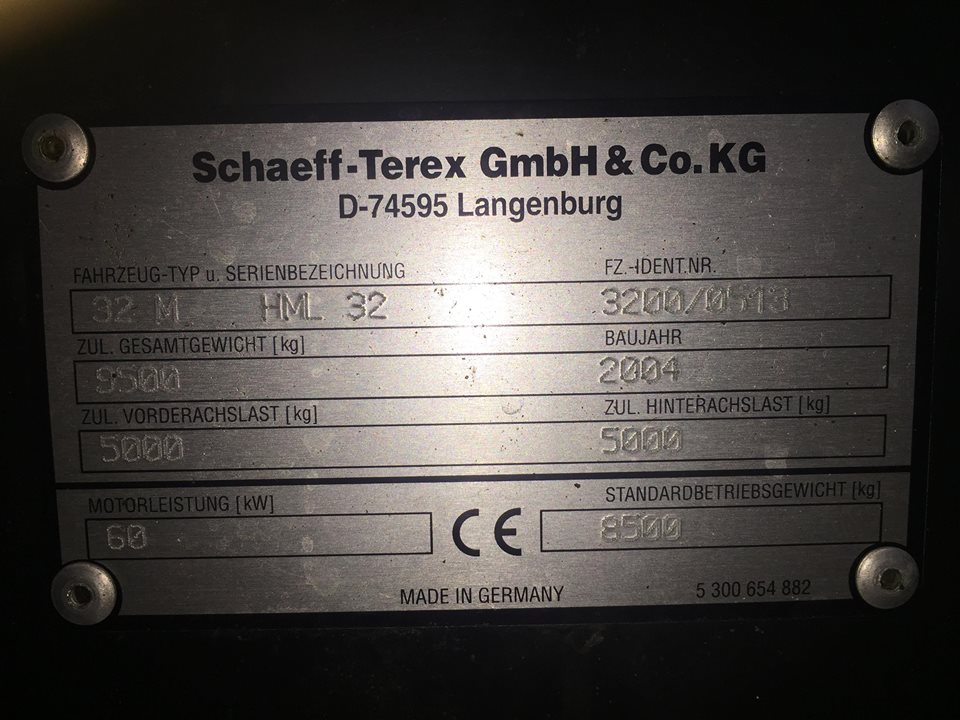 Schaeff-Terex GmbH & Co. KG
D-74595 Langenburg
FAHRZEUG-TYP u. SERIENBEZEICHNUNG FZ.-IDENT.NR.
32 M HML 32 3200/0513
ZUL. GESAMTGEWICHT [kg] BAUJAHR
9500 2004
ZUL. VORDERACHSLAST [kg] ZUL. HINTERACHSLAST [kg]
5000 5000
MOTORLEISTUNG [kW] STANDARDBETRIEBSGEWICHT [kg]
60 CE 8500
MADE IN GERMANY 5 300 654 882